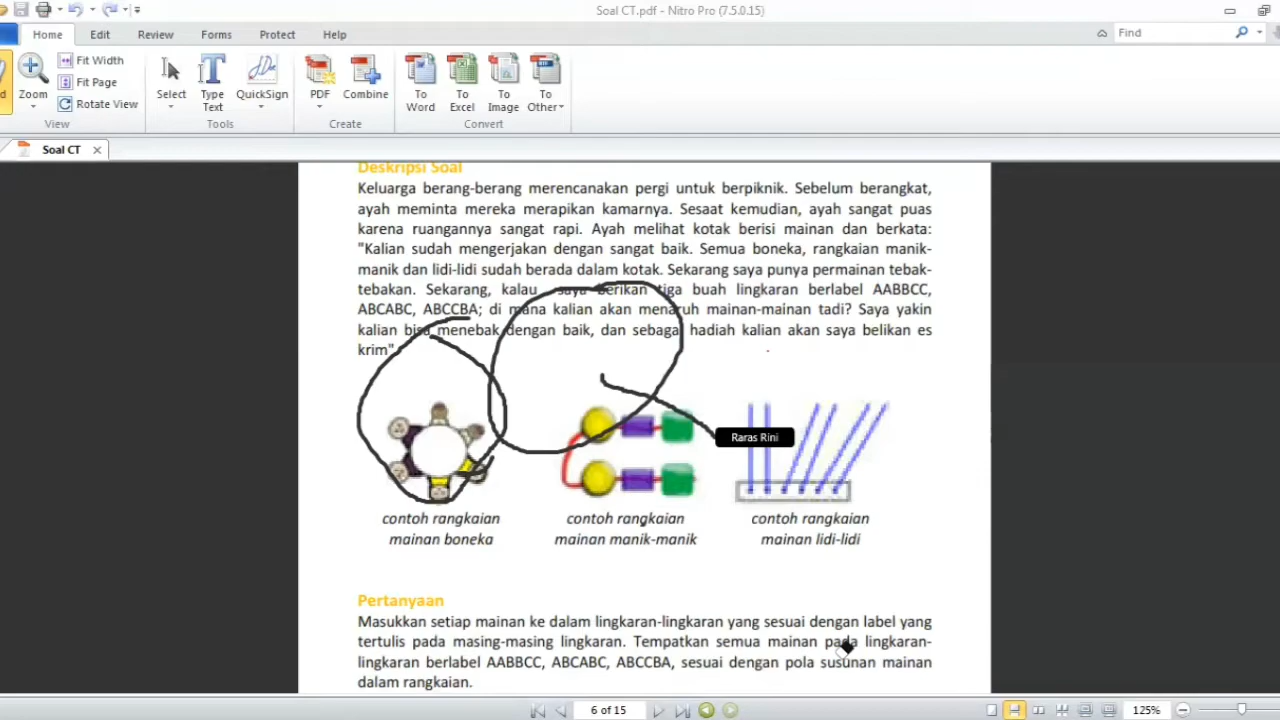 Soal CT.pdf - Nitro Pro (7.5.0.15)
Home Edit Review Forms Protect Help
Find
Zoom
Fit Width
Fit Page
Rotate View
View
Select
Type Text
QuickSign
Tools
PDF
Combine
Create
To Word
To Excel
To Image
To Other
Convert
Soal CT
Deskripsi Soal
Keluarga berang-berang merencanakan pergi untuk berpiknik. Sebelum berangkat,
ayah meminta mereka merapikan kamarnya. Sesaat kemudian, ayah sangat puas
karena ruangannya sangat rapi. Ayah melihat kotak berisi mainan dan berkata:
"Kalian sudah mengerjakan dengan sangat baik. Semua boneka, rangkaian manik-
manik dan lidi-lidi sudah berada dalam kotak. Sekarang saya punya permainan tebak-
tebakan. Sekarang, kalau saya berikan tiga buah lingkaran berlabel AABBCC,
ABCABC, ABCCBA; di mana kalian akan menaruh mainan-mainan tadi? Saya yakin
kalian bisa menebak dengan baik, dan sebagai hadiah kalian akan saya belikan es
krim"
Raras Rini
contoh rangkaian
mainan boneka
contoh rangkaian
mainan manik-manik
contoh rangkaian
mainan lidi-lidi
Pertanyaan
Masukkan setiap mainan ke dalam lingkaran-lingkaran yang sesuai dengan label yang
tertulis pada masing-masing lingkaran. Tempatkan semua mainan pada lingkaran-
lingkaran berlabel AABBCC, ABCABC, ABCCBA, sesuai dengan pola susunan mainan
dalam rangkaian.
6 of 15
125%